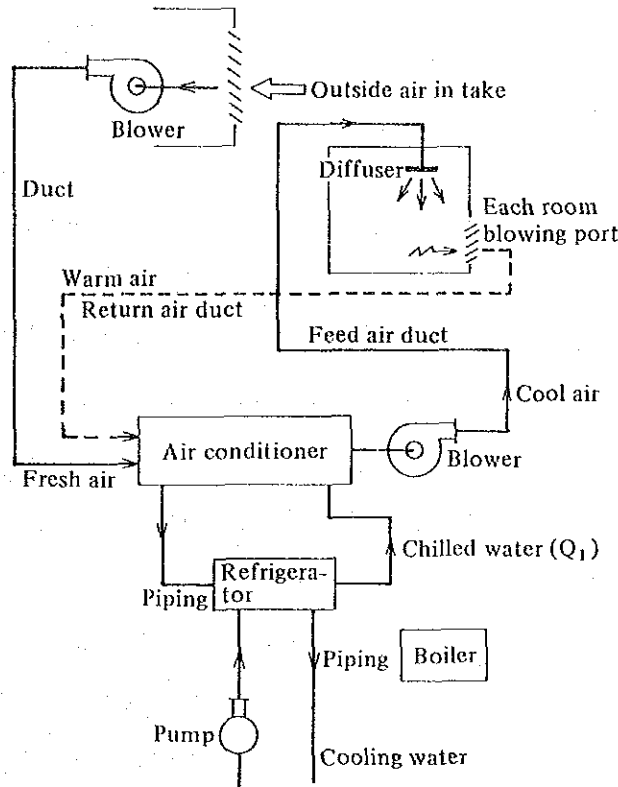 Outside air in take
Blower
Diffuser
Duct
Each room
blowing port
Warm air
Return air duct
Feed air duct
Cool air
Air conditioner
Blower
Fresh air
Chilled water (Q₁)
Refrigera-
tor
Piping
Piping
Boiler
Pump
Cooling water